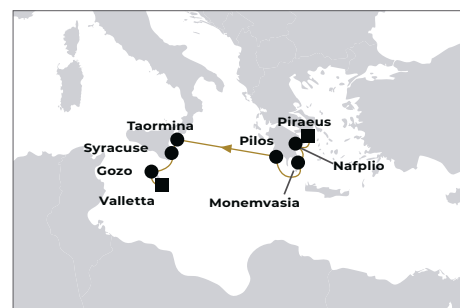 Piraeus
Taormina
Pilos
Syracuse
Nafplio
Gozo
Valletta
Monemvasia